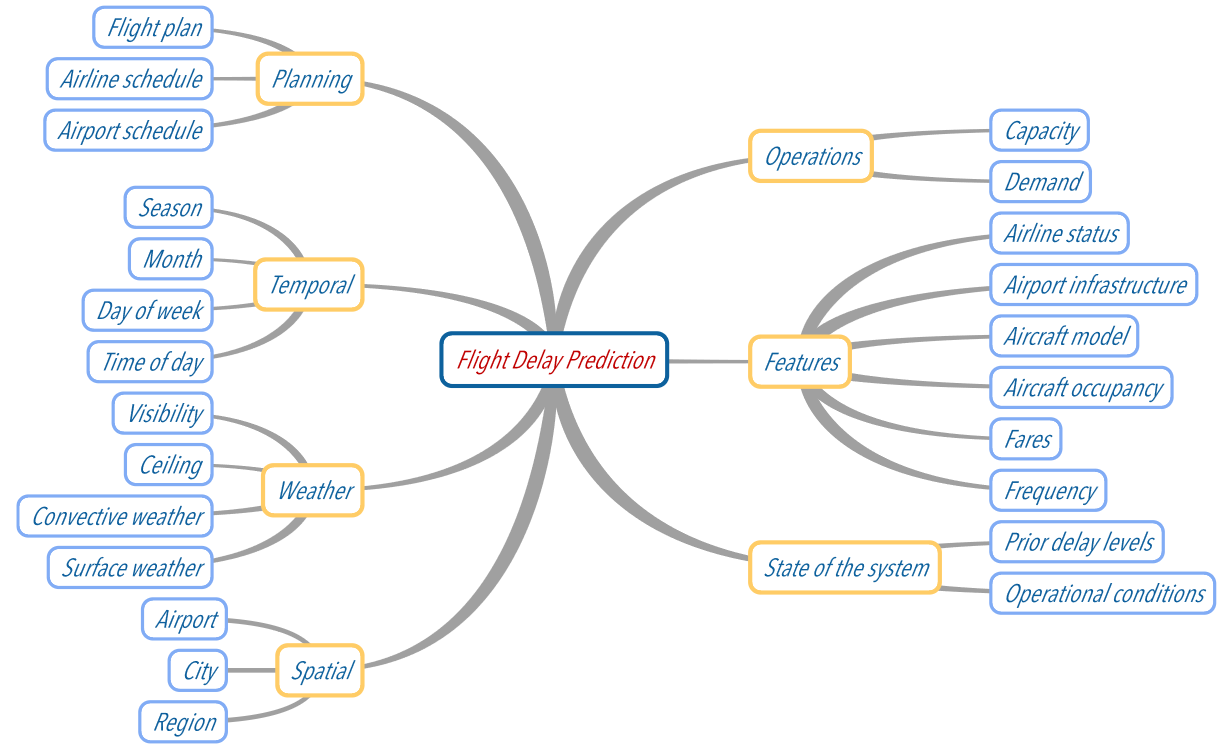 Flight Delay Prediction
Planning
Flight plan
Airline schedule
Airport schedule
Temporal
Season
Month
Day of week
Time of day
Weather
Visibility
Ceiling
Convective weather
Surface weather
Spatial
Airport
City
Region
Operations
Capacity
Demand
Features
Airline status
Airport infrastructure
Aircraft model
Aircraft occupancy
Fares
Frequency
State of the system
Prior delay levels
Operational conditions